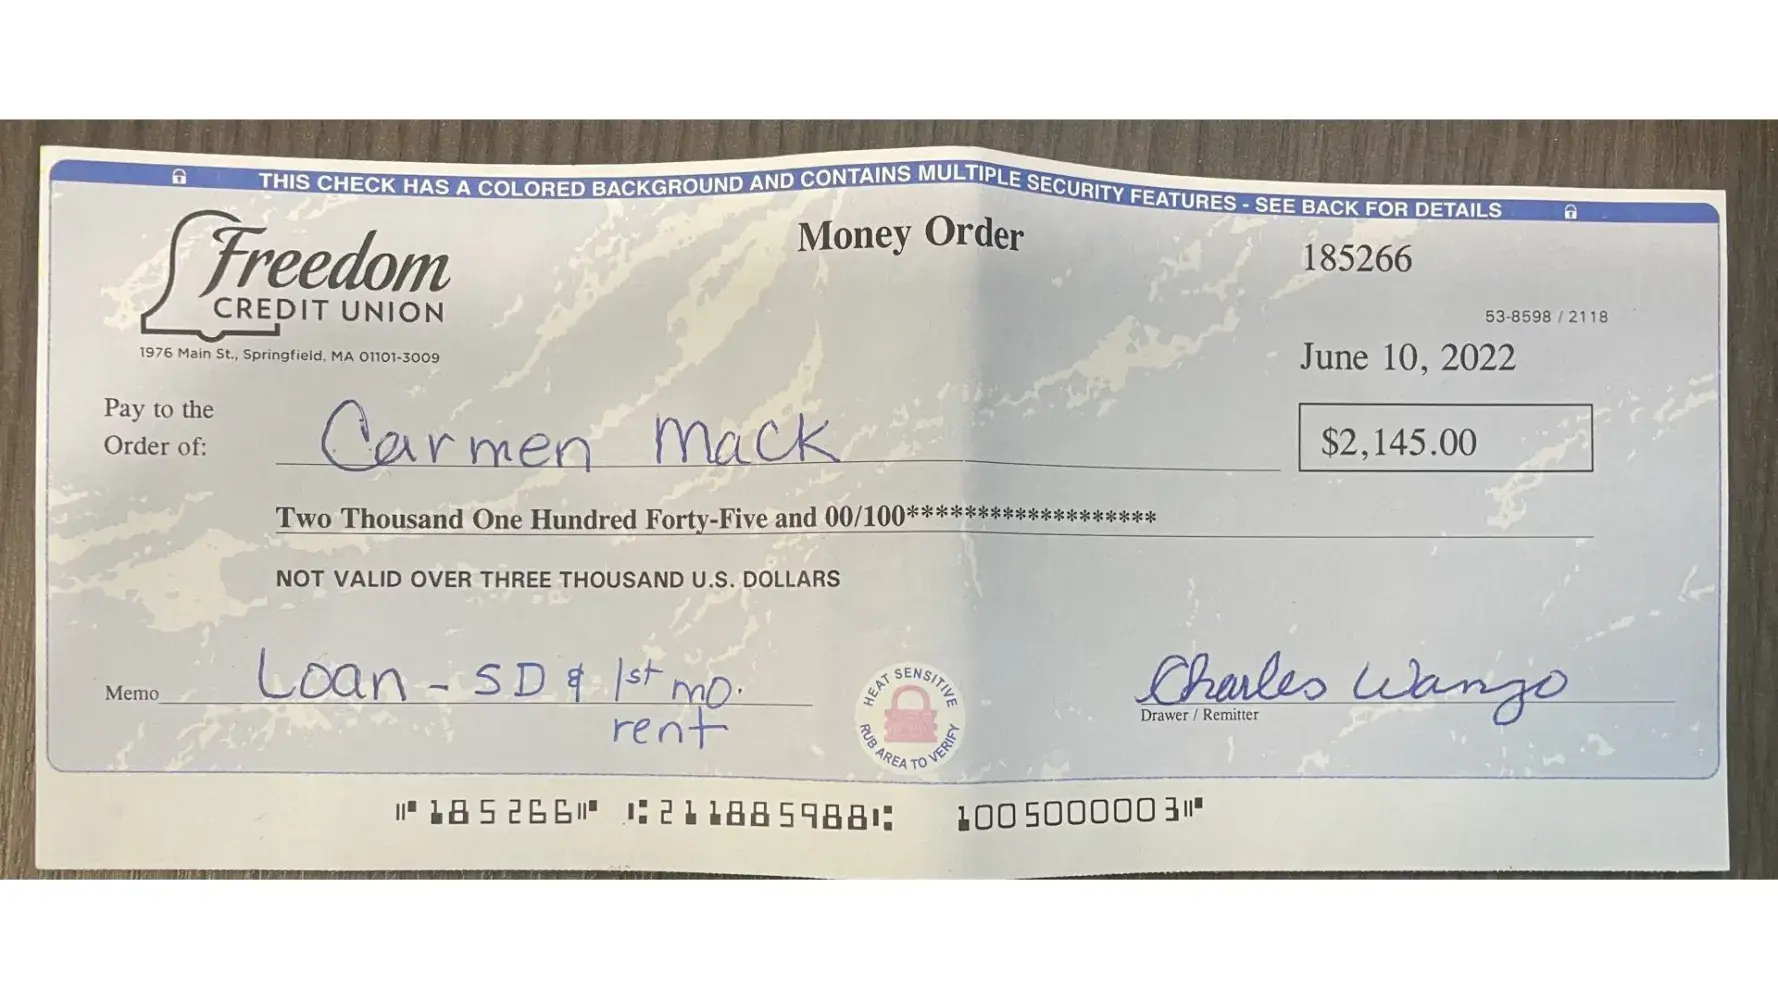 THIS CHECK HAS A COLORED BACKGROUND AND CONTAINS MULTIPLE SECURITY FEATURES - SEE BACK FOR DETAILS
Freedom
CREDIT UNION
1976 Main St., Springfield, MA 01101-3009
Money Order
185266
53-8598 / 2118
June 10, 2022
Pay to the
Order of:
Carmen Mack
$2,145.00
Two Thousand One Hundred Forty-Five and 00/100*******************
NOT VALID OVER THREE THOUSAND U.S. DOLLARS
Memo
Loan - SD & 1st mo.
rent
HEAT SENSITIVE
RUB AREA TO VERIFY
Charles Wanzo
Drawer / Remitter
⑈185266⑈ ⑆211885988⑆ 1005000003⑈